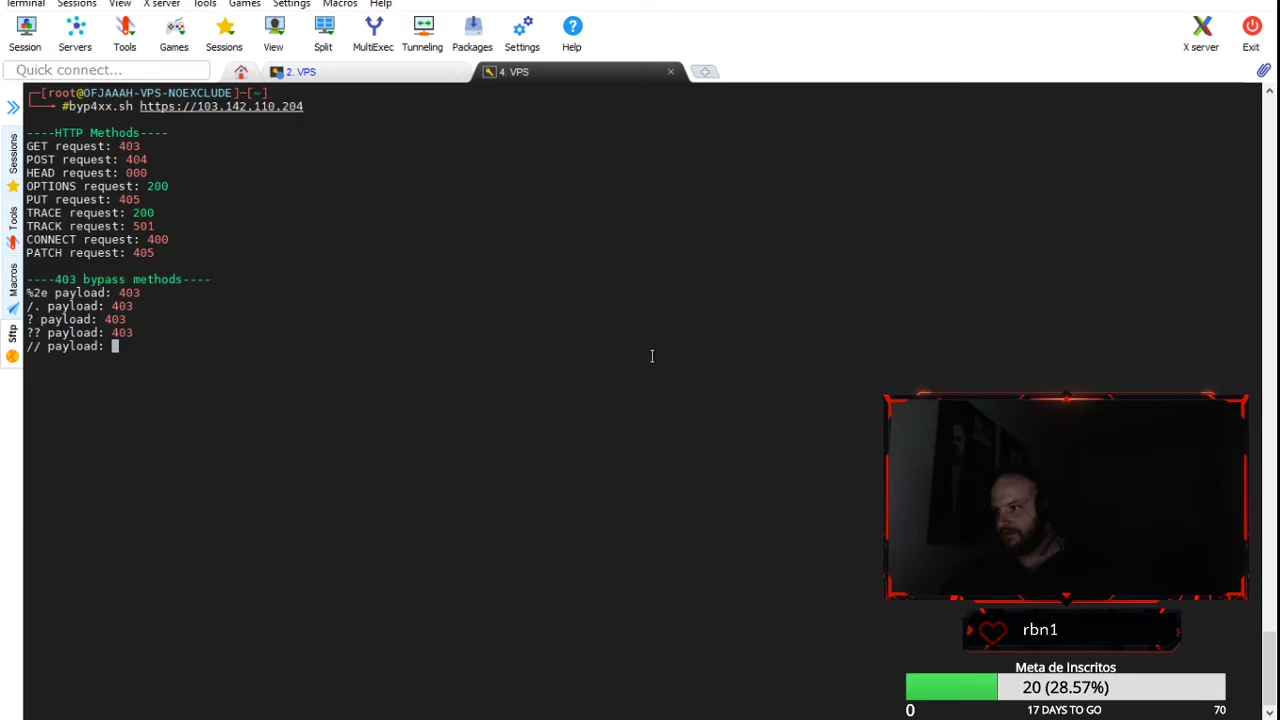 Terminal Sessions View X server Tools Games Settings Macros Help
Session Servers Tools Games Sessions View Split MultiExec Tunneling Packages Settings Help X server Exit
Quick connect... 2. VPS 4. VPS
Sessions
Tools
Macros
Sftp
[root@OFJAAAH-VPS-NOEXCLUDE]-[~]
#byp4xx.sh https://103.142.110.204
----HTTP Methods----
GET request: 403
POST request: 404
HEAD request: 000
OPTIONS request: 200
PUT request: 405
TRACE request: 200
TRACK request: 501
CONNECT request: 400
PATCH request: 405
----403 bypass methods----
%2e payload: 403
/. payload: 403
? payload: 403
?? payload: 403
// payload:
rbn1
Meta de Inscritos
20 (28.57%)
0 17 DAYS TO GO 70